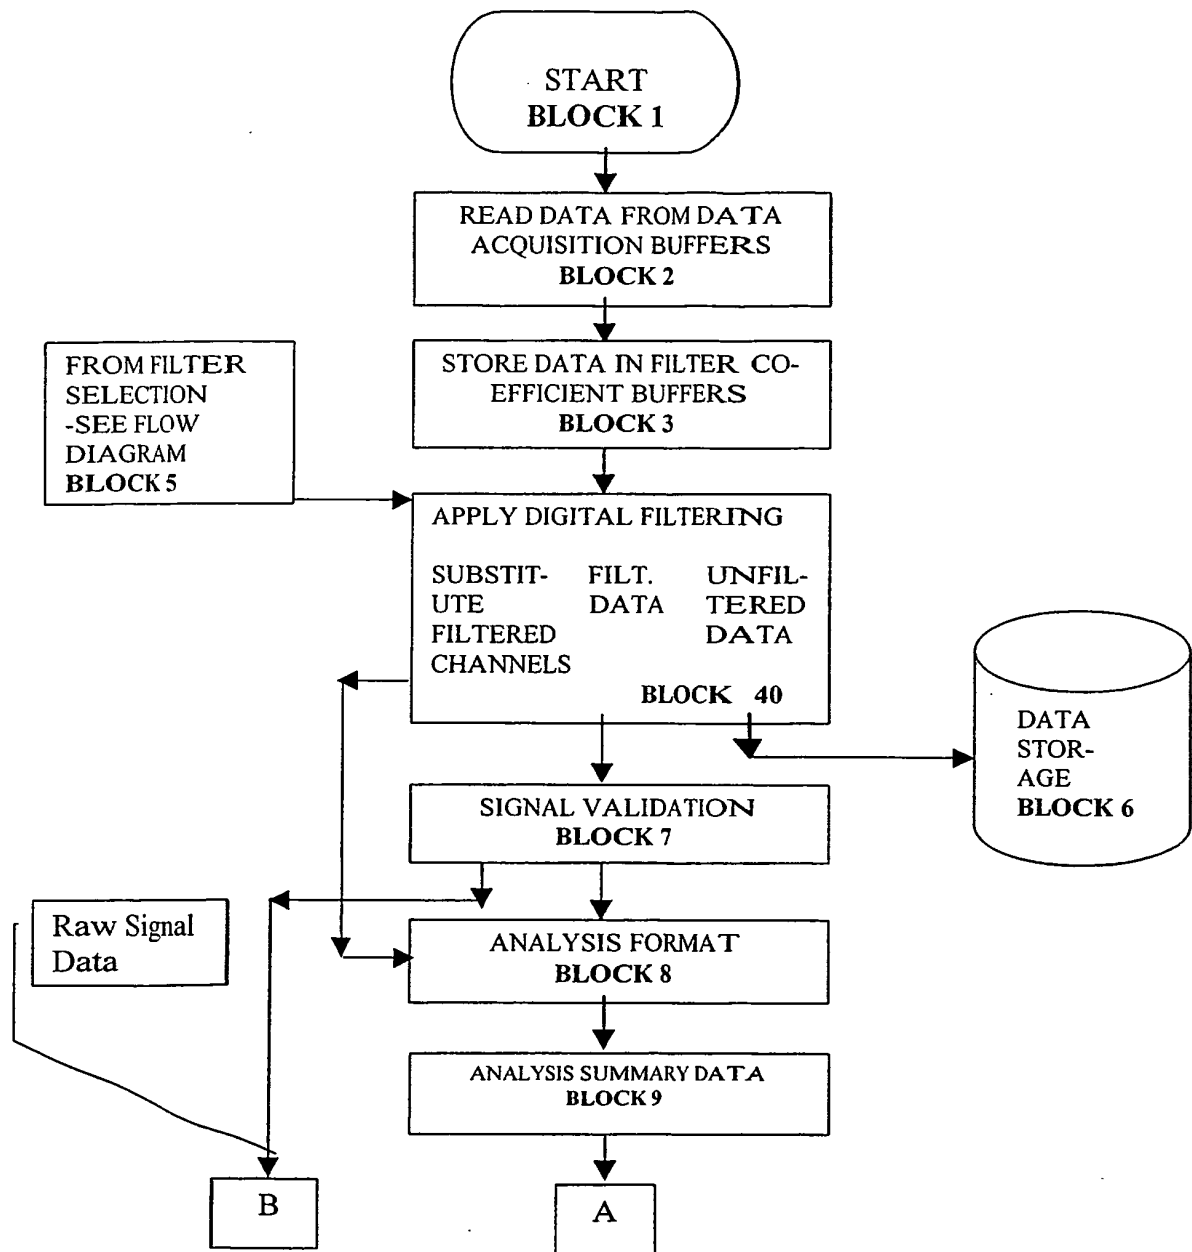 START
BLOCK 1
READ DATA FROM DATA
ACQUISITION BUFFERS
BLOCK 2
STORE DATA IN FILTER CO-
EFFICIENT BUFFERS
BLOCK 3
FROM FILTER
SELECTION
-SEE FLOW
DIAGRAM
BLOCK 5
APPLY DIGITAL FILTERING
SUBSTIT-
UTE
FILTERED
CHANNELS
FILT.
DATA
UNFIL-
TERED
DATA
BLOCK 40
DATA
STOR-
AGE
BLOCK 6
SIGNAL VALIDATION
BLOCK 7
Raw Signal
Data
ANALYSIS FORMAT
BLOCK 8
ANALYSIS SUMMARY DATA
BLOCK 9
B
A